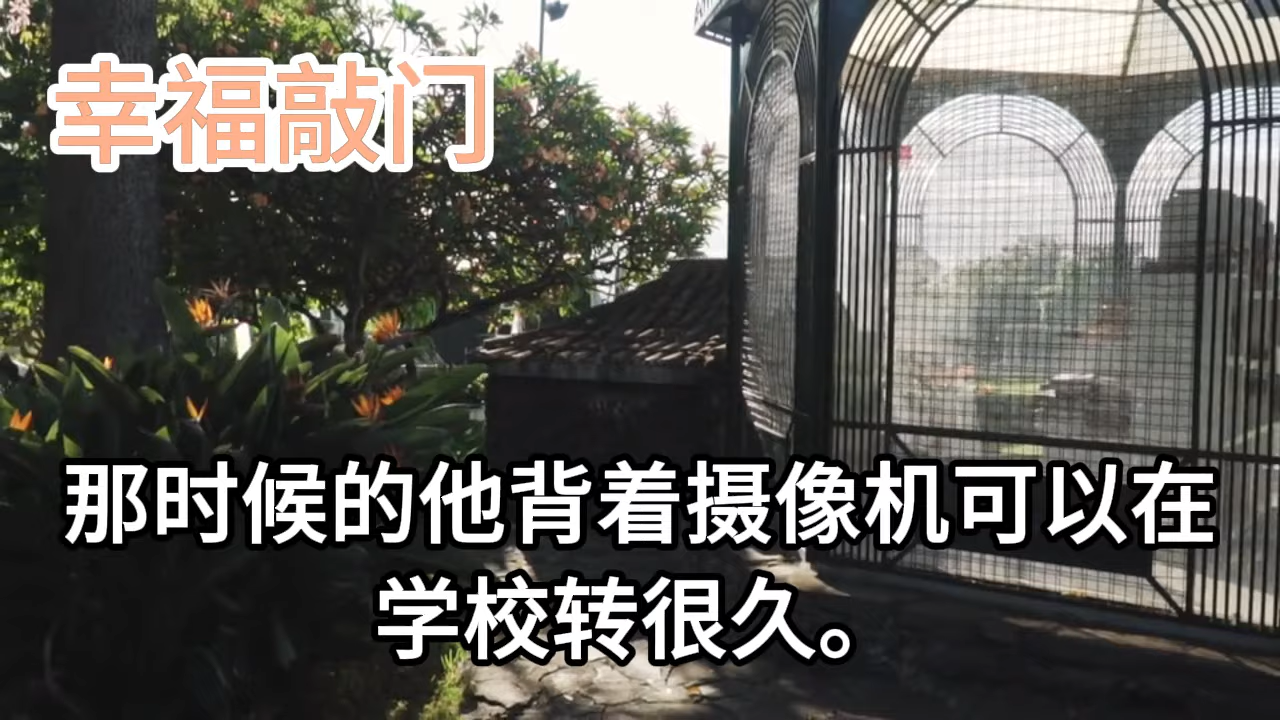 幸福敲门
那时候的他背着摄像机可以在
学校转很久。